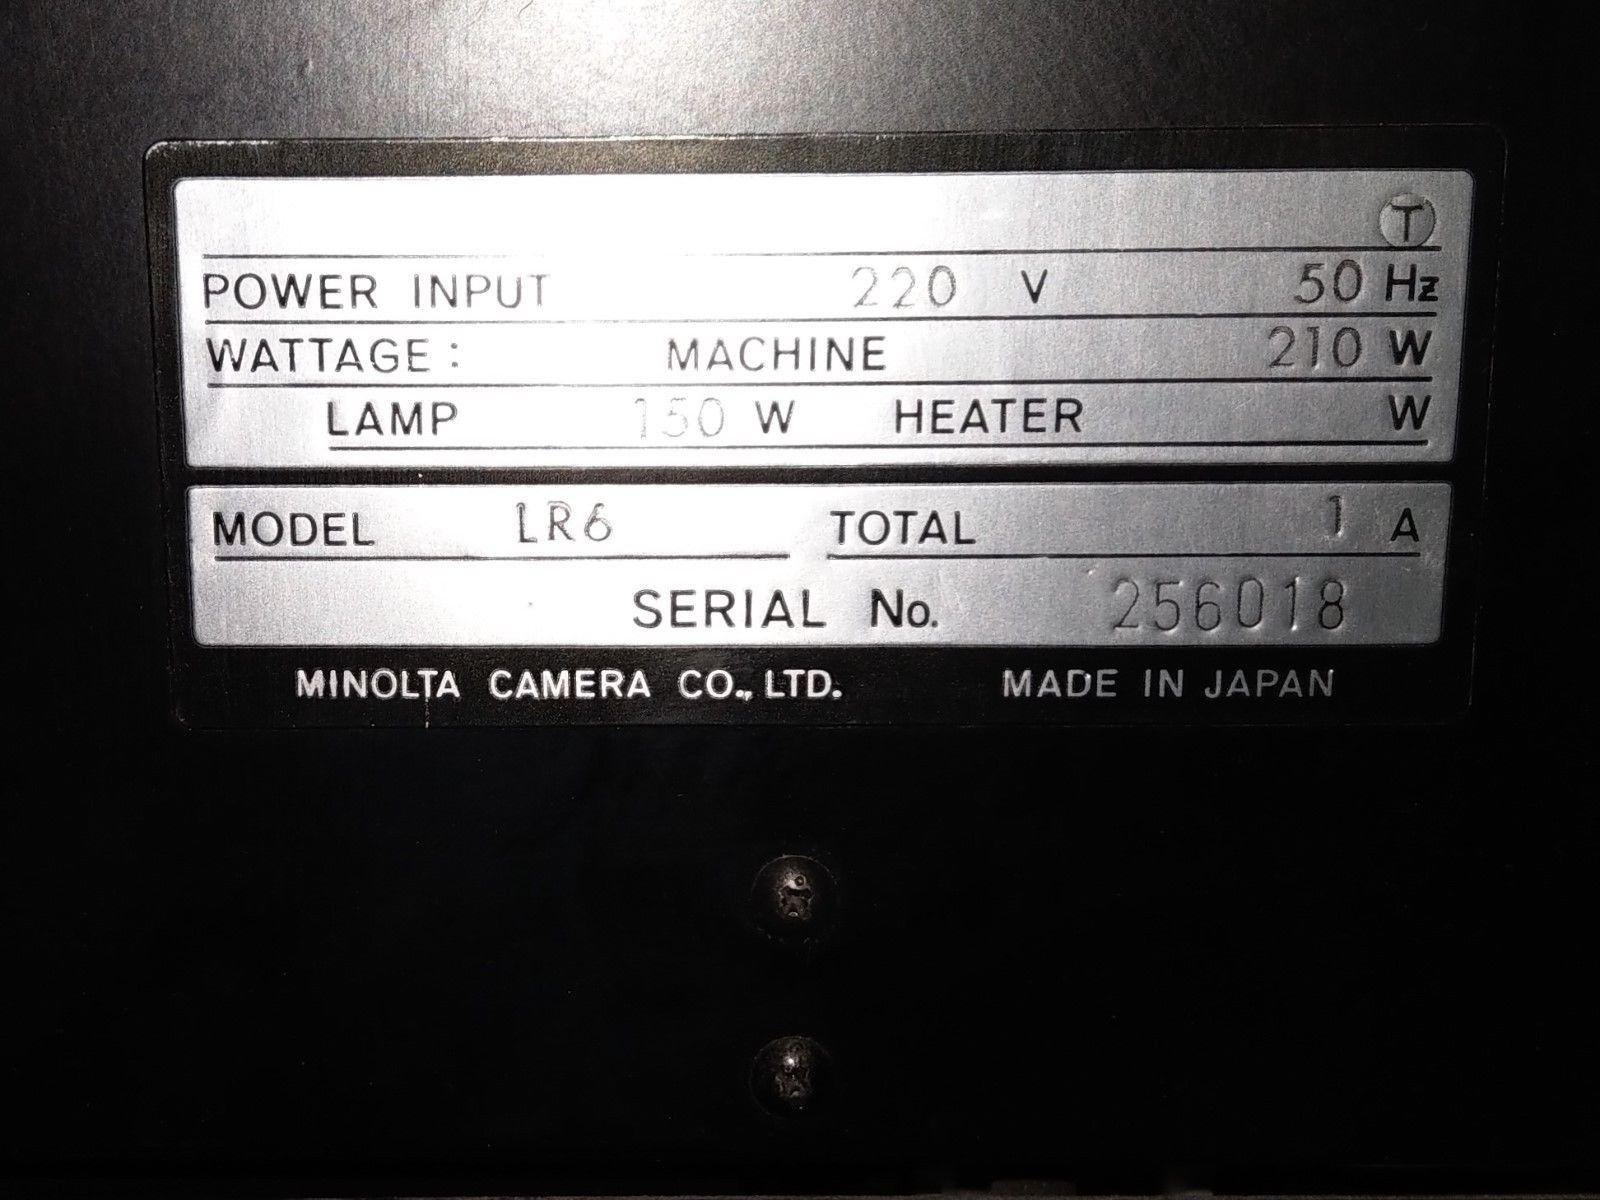 T
POWER INPUT 220 V 50 Hz
WATTAGE: MACHINE 210 W
LAMP 150 W HEATER W
MODEL LR6 TOTAL 1 A
SERIAL No. 256018
MINOLTA CAMERA CO., LTD. MADE IN JAPAN